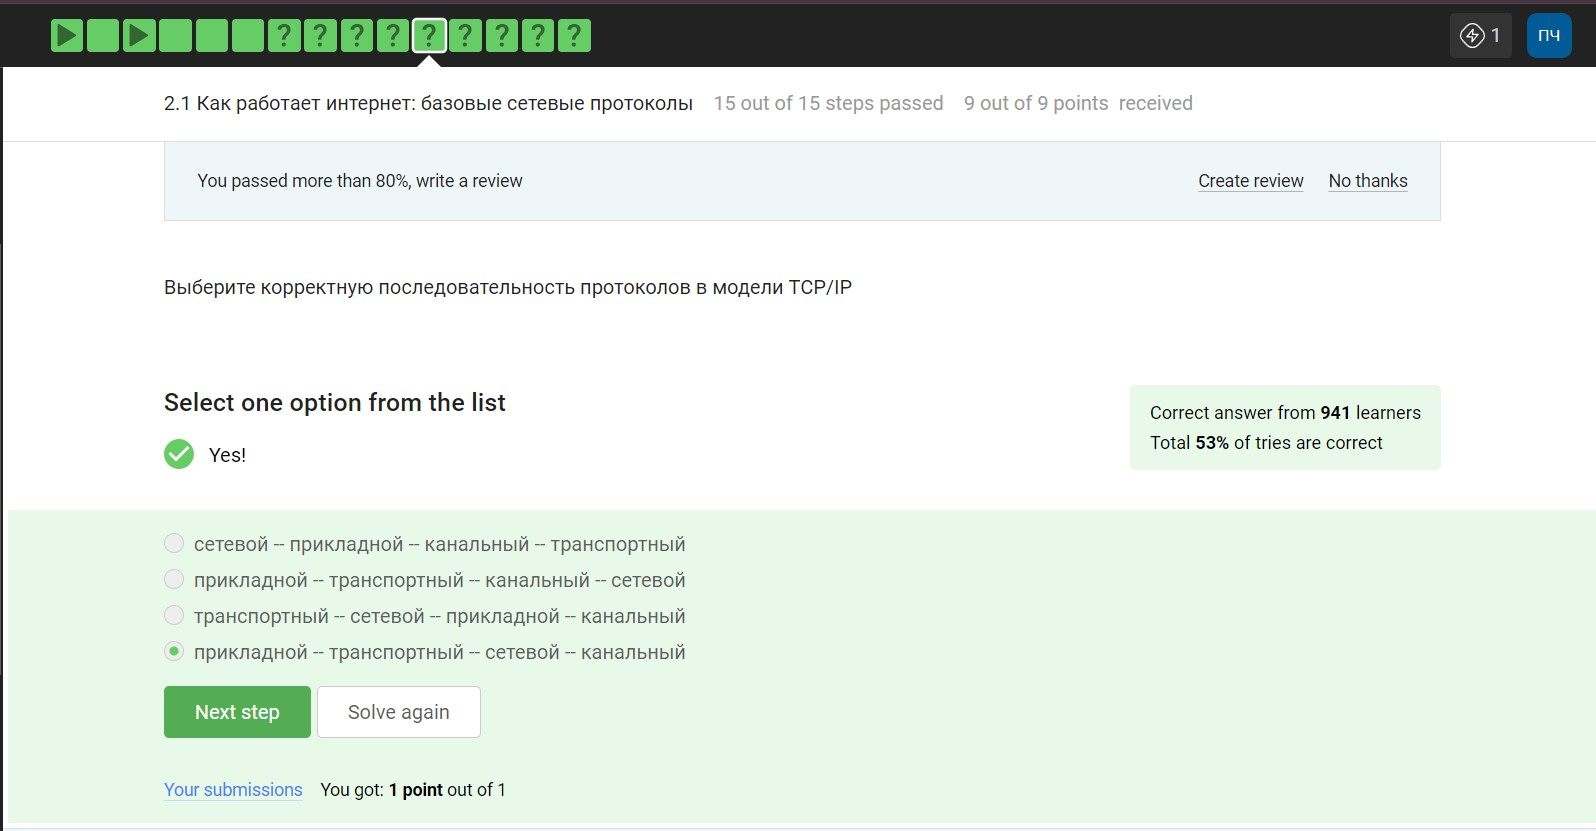 ? ? ? ? ? ? ? ? ?
1
ПЧ
2.1 Как работает интернет: базовые сетевые протоколы 15 out of 15 steps passed 9 out of 9 points received
You passed more than 80%, write a review Create review No thanks
Выберите корректную последовательность протоколов в модели TCP/IP
Select one option from the list
Yes!
Correct answer from 941 learners
Total 53% of tries are correct
сетевой -- прикладной -- канальный -- транспортный
прикладной -- транспортный -- канальный -- сетевой
транспортный -- сетевой -- прикладной -- канальный
прикладной -- транспортный -- сетевой -- канальный
Next step Solve again
Your submissions You got: 1 point out of 1